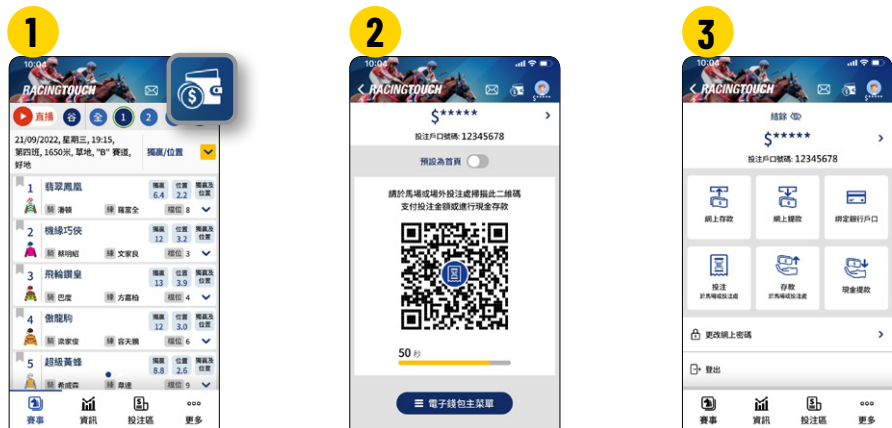 1
10:04
RACINGTOUCH
直播
谷
全
1
2
21/09/2022, 星期三, 19:15,
第四班, 1650米, 草地, "B" 賽道,
好地
獨贏/位置
1 翡翠鳳凰 獨贏 6.4 位置 2.2 獨贏及位置
騎 潘頓 練 羅富全 檔位 8
2 機緣巧俠 獨贏 12 位置 3.2 獨贏及位置
騎 蔡明紹 練 文家良 檔位 3
3 飛輪鑽皇 獨贏 13 位置 3.9 獨贏及位置
騎 巴度 練 方嘉柏 檔位 4
4 傲龍駒 獨贏 12 位置 3.0 獨贏及位置
騎 梁家俊 練 容天鵬 檔位 6
5 超級黃蜂 獨贏 8.8 位置 2.6 獨贏及位置
騎 希威森 練 韋達 檔位 9
賽事 資訊 投注區 更多
2
10:04
RACINGTOUCH
$*****
$*****
投注戶口號碼: 12345678
預設為首頁
請於馬場或場外投注處掃描此二維碼
支付投注金額或進行現金存款
50 秒
電子錢包主菜單
3
10:04
RACINGTOUCH
$*****
結餘
$*****
投注戶口號碼: 12345678
網上存款
網上提款
綁定銀行戶口
投注
於馬場或投注處
存款
於馬場或投注處
現金提款
更改網上密碼
登出
賽事 資訊 投注區 更多